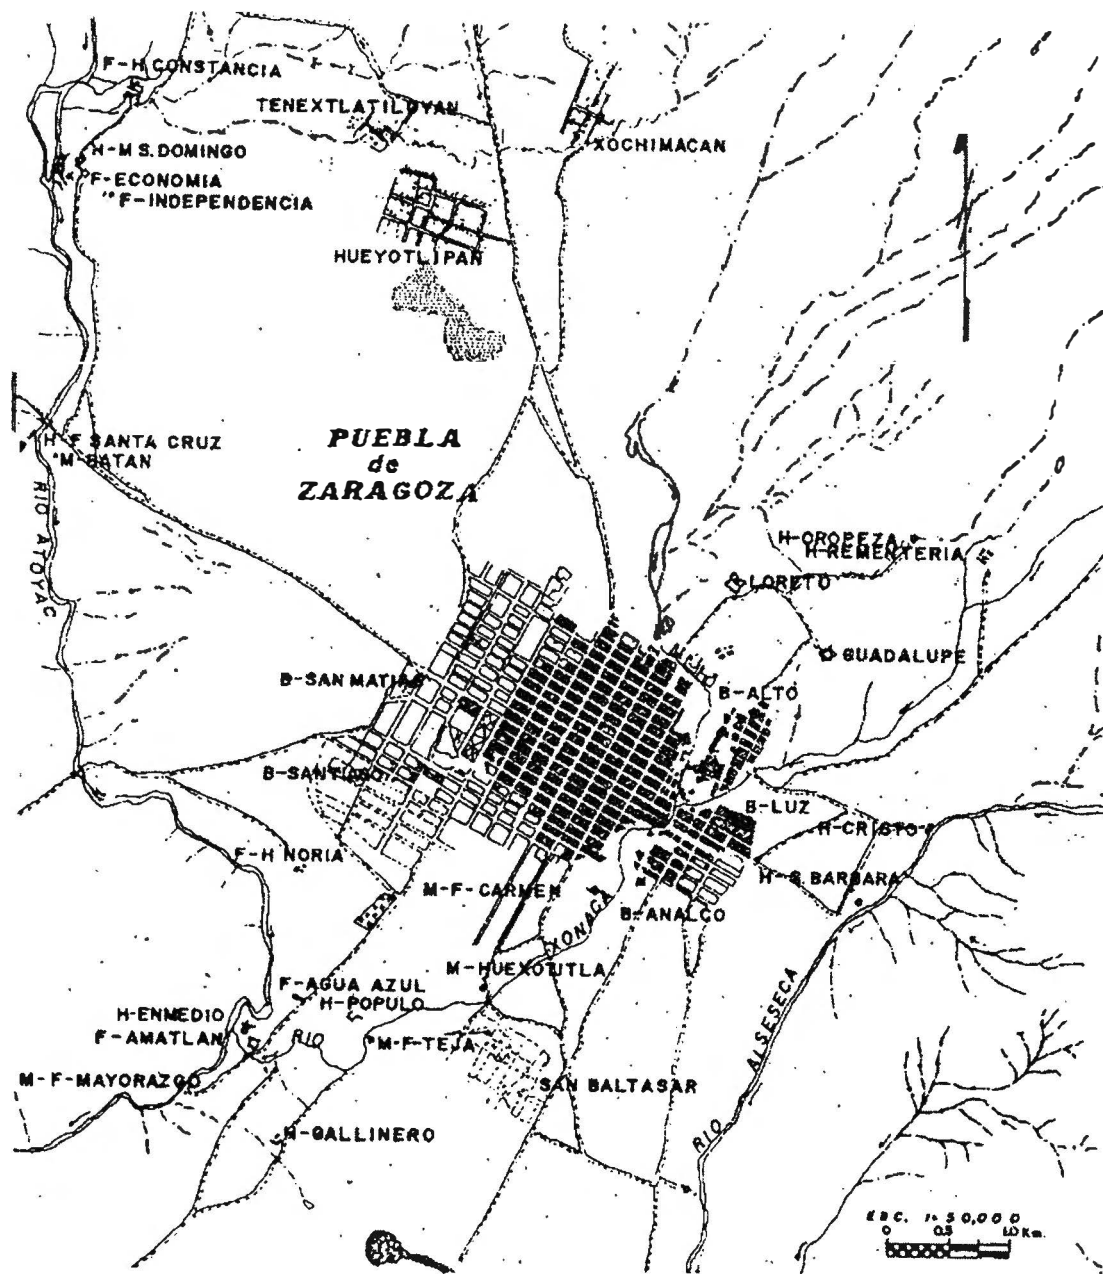 F-H CONSTANCIA
TENEXTLATILOYAN
XOCHIMACAN
H-M S. DOMINGO
F-ECONOMIA
"F-INDEPENDENCIA
HUEYOTLIPAN
H-F SANTA CRUZ
"M-BATAN
PUEBLA
de
ZARAGOZA
RIO ATOYAC
H-OROPEZA
H-REMENTERIA
LORETO
GUADALUPE
B-SAN MATIAS
B-ALTO
B-SANTIAGO
B-LUZ
H-CRISTO
F-H NORIA
H-S. BARBARA
M-F-CARMEN
B-ANALCO
XONACA
M-HUEXOTITLA
F-AGUA AZUL
H-POPULO
H-ENMEDIO
F-AMATLAN
RIO
M-F-TEJA
M-F-MAYORAZGO
SAN BALTASAR
RIO ALSESECA
H-GALLINERO
ESC. 1:50,000
0 0.5 1.0 Km.